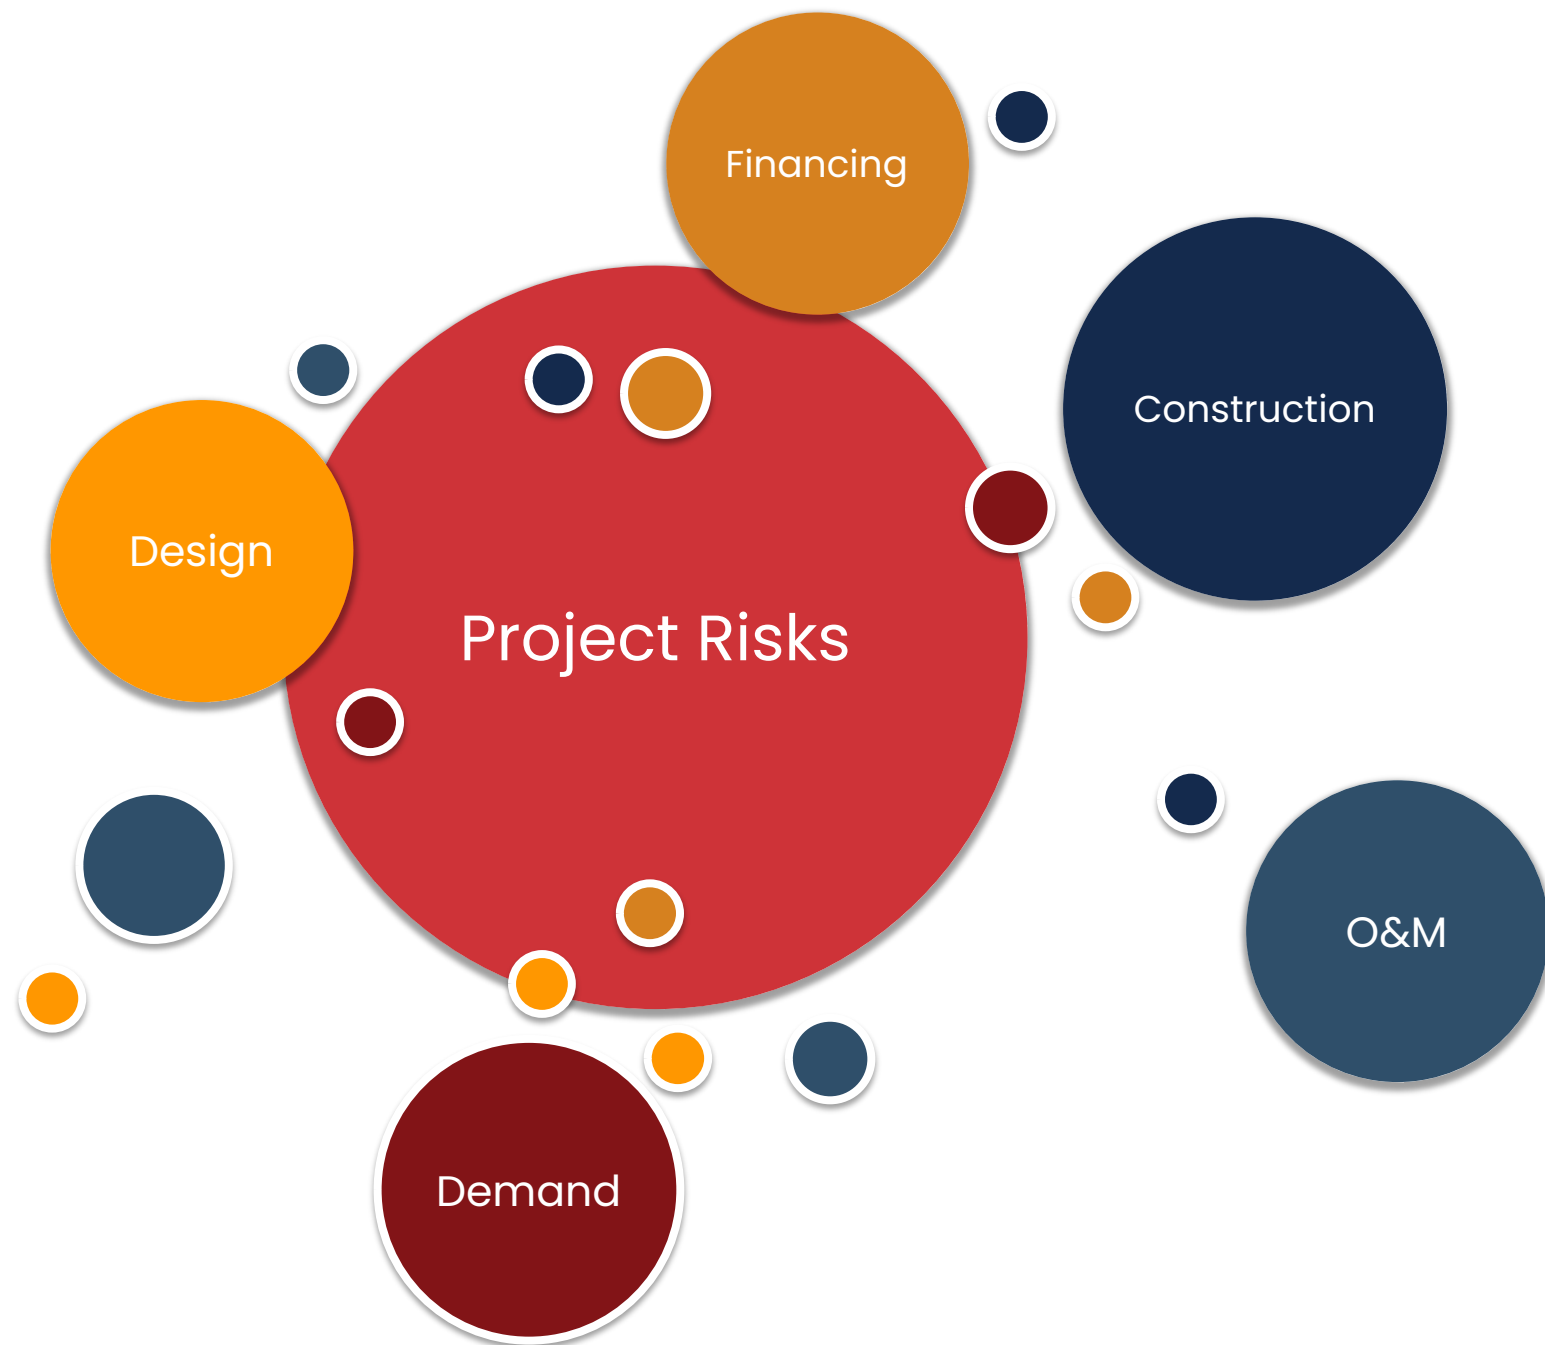 Financing
Construction
Design
Project Risks
O&M
Demand